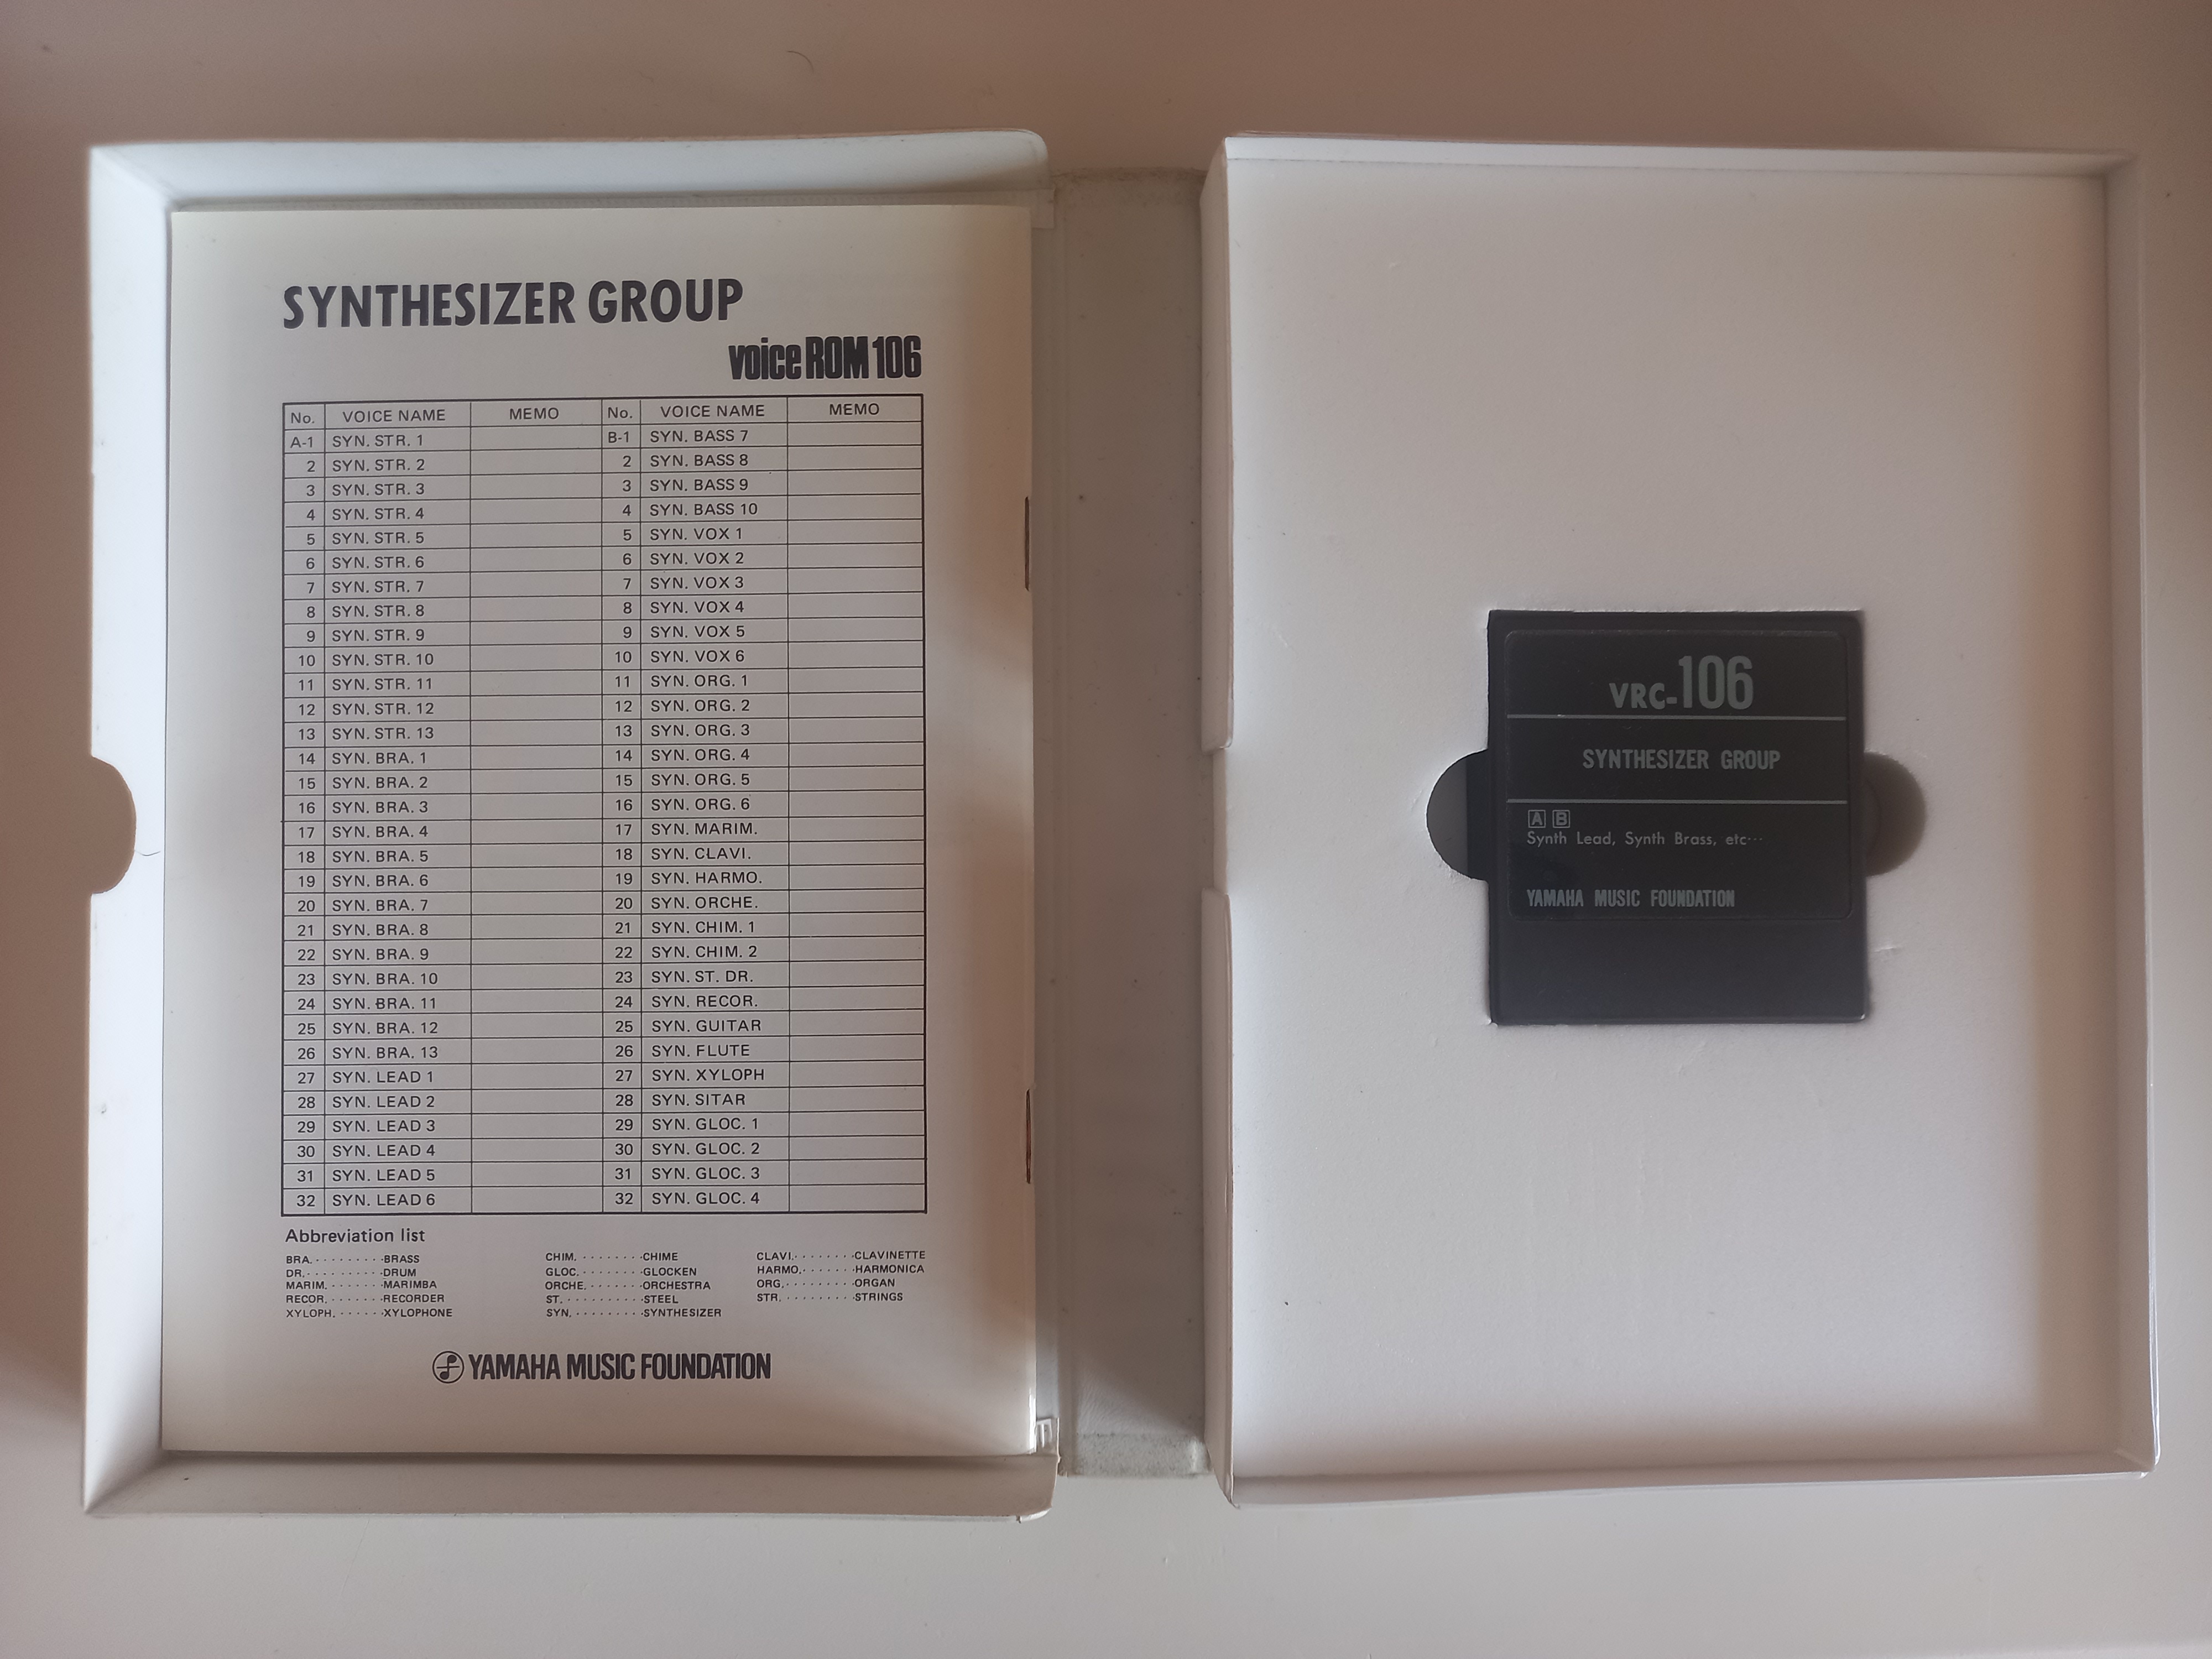 SYNTHESIZER GROUP
voice ROM 106
No. VOICE NAME MEMO No. VOICE NAME MEMO
A-1 SYN. STR. 1 B-1 SYN. BASS 7
2 SYN. STR. 2 2 SYN. BASS 8
3 SYN. STR. 3 3 SYN. BASS 9
4 SYN. STR. 4 4 SYN. BASS 10
5 SYN. STR. 5 5 SYN. VOX 1
6 SYN. STR. 6 6 SYN. VOX 2
7 SYN. STR. 7 7 SYN. VOX 3
8 SYN. STR. 8 8 SYN. VOX 4
9 SYN. STR. 9 9 SYN. VOX 5
10 SYN. STR. 10 10 SYN. VOX 6
11 SYN. STR. 11 11 SYN. ORG. 1
12 SYN. STR. 12 12 SYN. ORG. 2
13 SYN. STR. 13 13 SYN. ORG. 3
14 SYN. BRA. 1 14 SYN. ORG. 4
15 SYN. BRA. 2 15 SYN. ORG. 5
16 SYN. BRA. 3 16 SYN. ORG. 6
17 SYN. BRA. 4 17 SYN. MARIM.
18 SYN. BRA. 5 18 SYN. CLAVI.
19 SYN. BRA. 6 19 SYN. HARMO.
20 SYN. BRA. 7 20 SYN. ORCHE.
21 SYN. BRA. 8 21 SYN. CHIM. 1
22 SYN. BRA. 9 22 SYN. CHIM. 2
23 SYN. BRA. 10 23 SYN. ST. DR.
24 SYN. BRA. 11 24 SYN. RECOR.
25 SYN. BRA. 12 25 SYN. GUITAR
26 SYN. BRA. 13 26 SYN. FLUTE
27 SYN. LEAD 1 27 SYN. XYLOPH
28 SYN. LEAD 2 28 SYN. SITAR
29 SYN. LEAD 3 29 SYN. GLOC. 1
30 SYN. LEAD 4 30 SYN. GLOC. 2
31 SYN. LEAD 5 31 SYN. GLOC. 3
32 SYN. LEAD 6 32 SYN. GLOC. 4
Abbreviation list
BRA. ·········BRASS CHIM. ········CHIME CLAVI.········CLAVINETTE
DR.··········DRUM GLOC. ········GLOCKEN HARMO.·······HARMONICA
MARIM. ·······MARIMBA ORCHE. ·······ORCHESTRA ORG.·········ORGAN
RECOR. ·······RECORDER ST. ··········STEEL STR. ·········STRINGS
XYLOPH. ······XYLOPHONE SYN. ·········SYNTHESIZER
YAMAHA MUSIC FOUNDATION
VRC-106
SYNTHESIZER GROUP
A B
Synth Lead, Synth Brass, etc···
YAMAHA MUSIC FOUNDATION